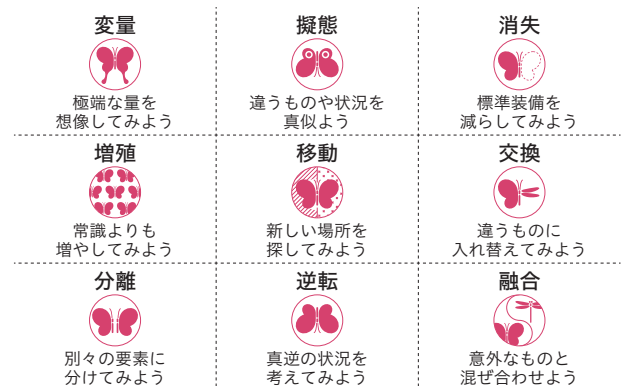 変量
極端な量を
想像してみよう
擬態
違うものや状況を
真似よう
消失
標準装備を
減らしてみよう
増殖
常識よりも
増やしてみよう
移動
新しい場所を
探してみよう
交換
違うものに
入れ替えてみよう
分離
別々の要素に
分けてみよう
逆転
真逆の状況を
考えてみよう
融合
意外なものと
混ぜ合わせよう